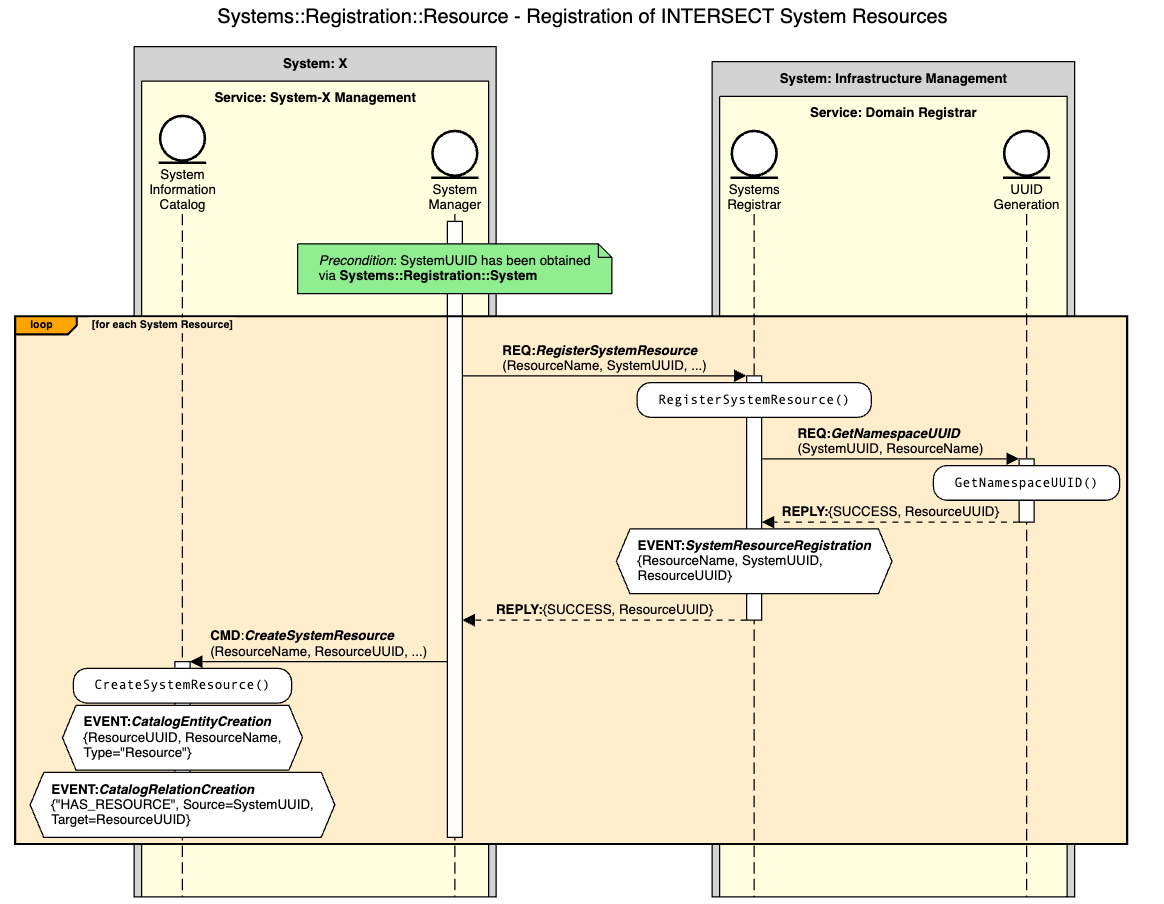 Systems::Registration::Resource - Registration of INTERSECT System Resources
System: X
Service: System-X Management
System: Infrastructure Management
Service: Domain Registrar
System
Information
Catalog
System
Manager
Systems
Registrar
UUID
Generation
Precondition: SystemUUID has been obtained
via Systems::Registration::System
loop
[for each System Resource]
REQ:RegisterSystemResource
(ResourceName, SystemUUID, ...)
RegisterSystemResource()
REQ:GetNamespaceUUID
(SystemUUID, ResourceName)
GetNamespaceUUID()
REPLY:{SUCCESS, ResourceUUID}
EVENT:SystemResourceRegistration
{ResourceName, SystemUUID,
ResourceUUID}
REPLY:{SUCCESS, ResourceUUID}
CMD:CreateSystemResource
(ResourceName, ResourceUUID, ...)
CreateSystemResource()
EVENT:CatalogEntityCreation
{ResourceUUID, ResourceName,
Type="Resource"}
EVENT:CatalogRelationCreation
{"HAS_RESOURCE", Source=SystemUUID,
Target=ResourceUUID}